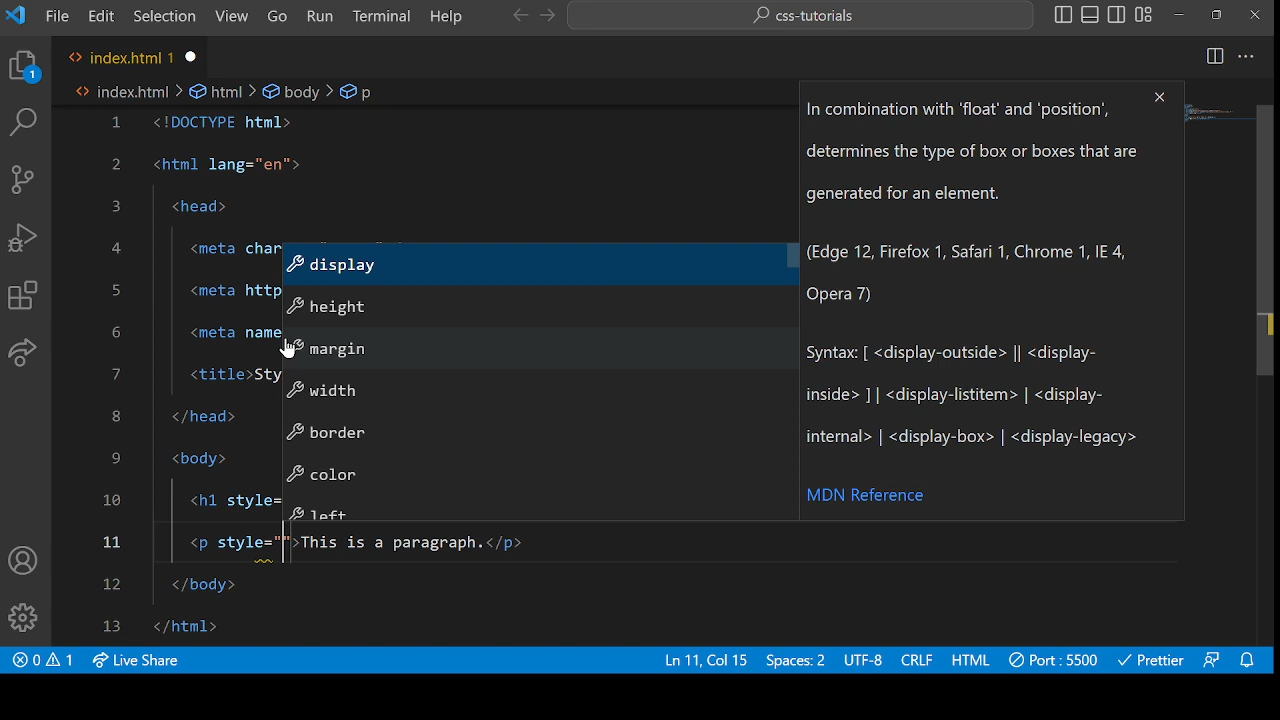 File Edit Selection View Go Run Terminal Help css-tutorials
index.html 1
index.html html body p
1 <!DOCTYPE html>
2 <html lang="en">
3 <head>
4 <meta char
5 <meta http
6 <meta name
7 <title>Sty
8 </head>
9 <body>
10 <h1 style=
11 <p style="">This is a paragraph.</p>
12 </body>
13 </html>
display
height
margin
width
border
color
left
In combination with 'float' and 'position',
determines the type of box or boxes that are
generated for an element.
(Edge 12, Firefox 1, Safari 1, Chrome 1, IE 4,
Opera 7)
Syntax: [ <display-outside> || <display-
inside> ] | <display-listitem> | <display-
internal> | <display-box> | <display-legacy>
MDN Reference
1
0 1 Live Share Ln 11, Col 15 Spaces: 2 UTF-8 CRLF HTML Port : 5500 Prettier